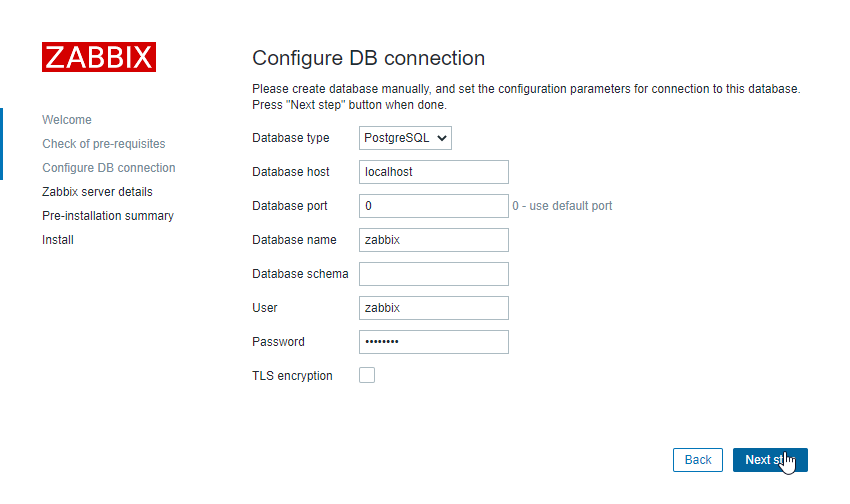 ZABBIX
Welcome
Check of pre-requisites
Configure DB connection
Zabbix server details
Pre-installation summary
Install
Configure DB connection
Please create database manually, and set the configuration parameters for connection to this database.
Press "Next step" button when done.
Database type PostgreSQL
Database host localhost
Database port 0 0 - use default port
Database name zabbix
Database schema
User zabbix
Password ••••••••
TLS encryption
Back Next step